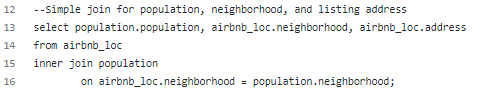 12 --Simple join for population, neighborhood, and listing address
13 select population.population, airbnb_loc.neighborhood, airbnb_loc.address
14 from airbnb_loc
15 inner join population
16 on airbnb_loc.neighborhood = population.neighborhood;